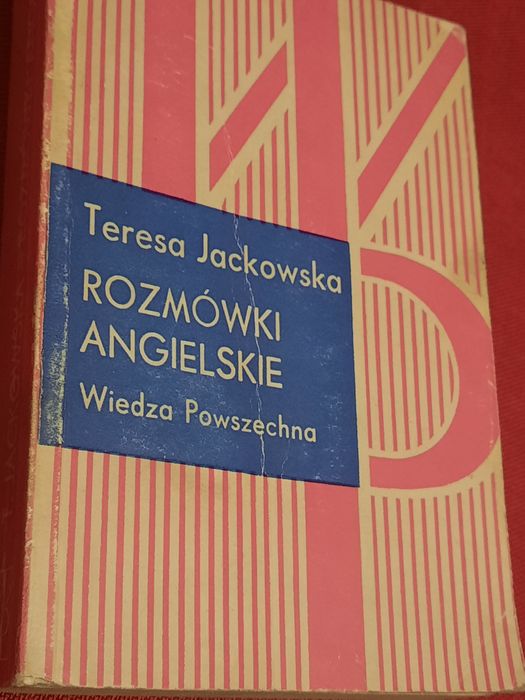 Teresa Jackowska
ROZMÓWKI
ANGIELSKIE
Wiedza Powszechna